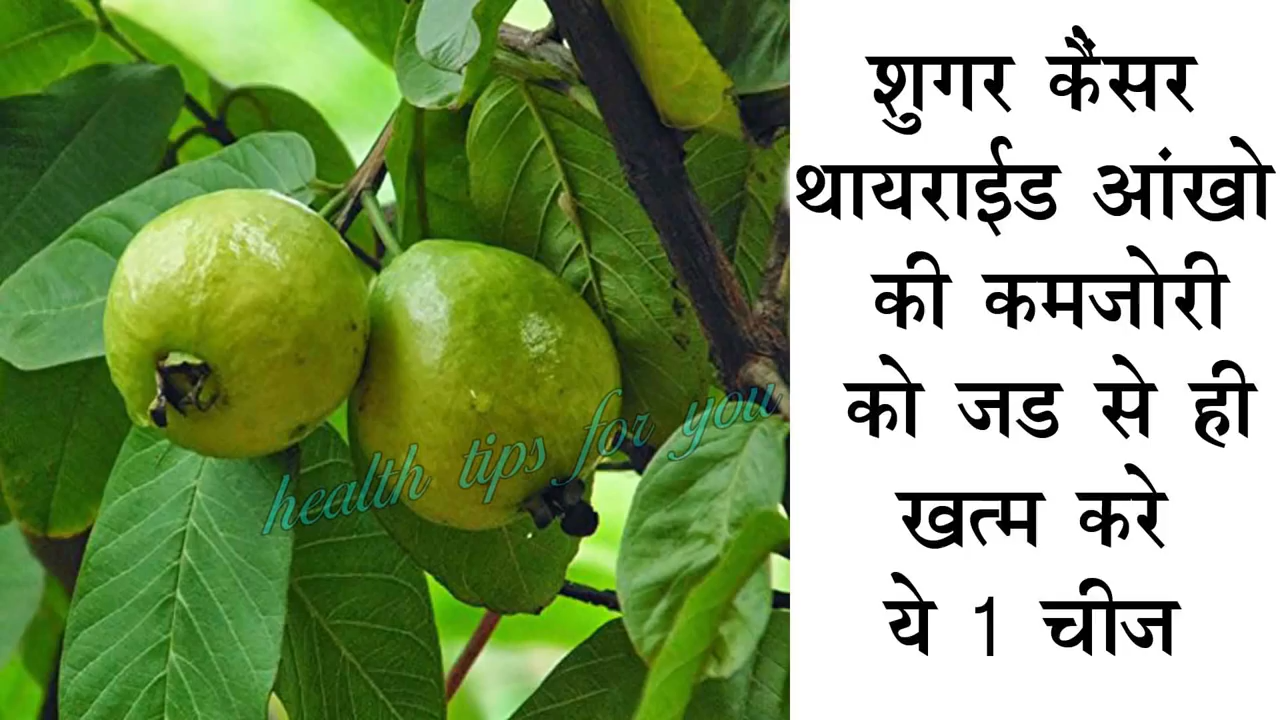 शुगर कैंसर
थायराईड आंखो
की कमजोरी
को जड से ही
खत्म करे
ये 1 चीज
health tips for you